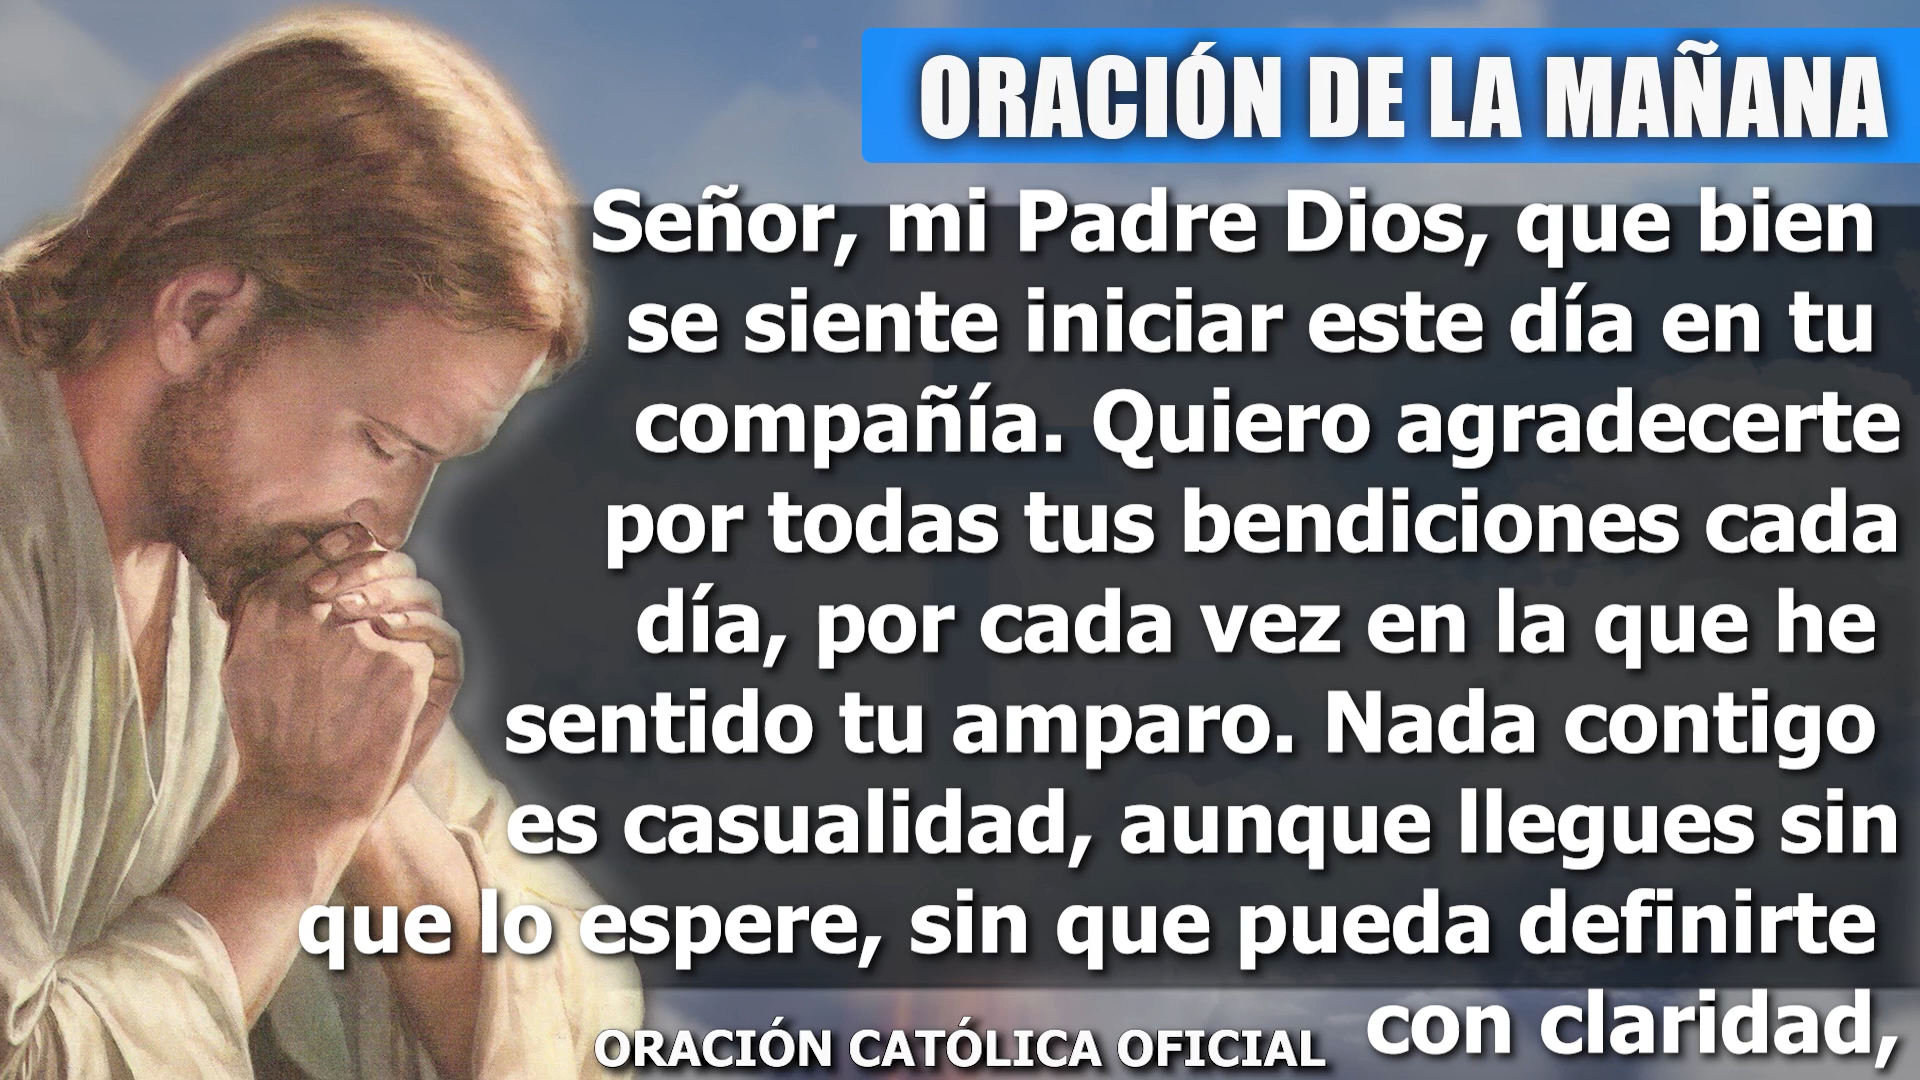 ORACIÓN DE LA MAÑANA
Señor, mi Padre Dios, que bien
se siente iniciar este día en tu
compañía. Quiero agradecerte
por todas tus bendiciones cada
día, por cada vez en la que he
sentido tu amparo. Nada contigo
es casualidad, aunque llegues sin
que lo espere, sin que pueda definirte
con claridad,
ORACIÓN CATÓLICA OFICIAL